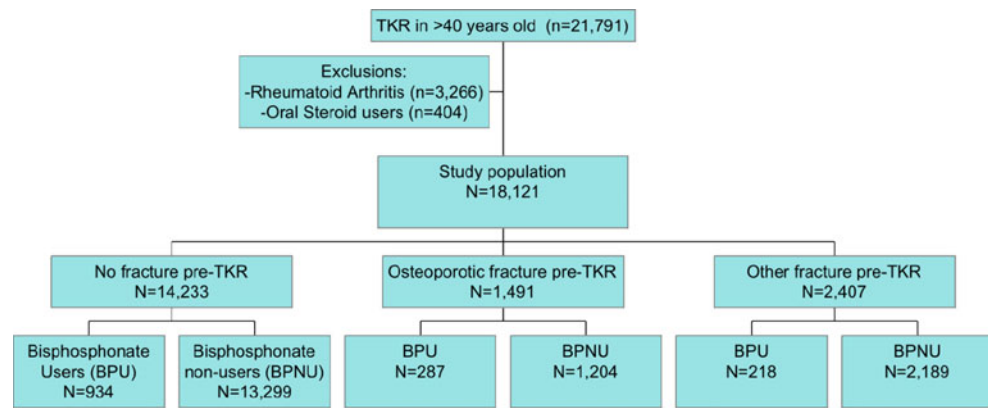 TKR in >40 years old (n=21,791)
Exclusions:
-Rheumatoid Arthritis (n=3,266)
-Oral Steroid users (n=404)
Study population
N=18,121
No fracture pre-TKR
N=14,233
Osteoporotic fracture pre-TKR
N=1,491
Other fracture pre-TKR
N=2,407
Bisphosphonate
Users (BPU)
N=934
Bisphosphonate
non-users (BPNU)
N=13,299
BPU
N=287
BPNU
N=1,204
BPU
N=218
BPNU
N=2,189